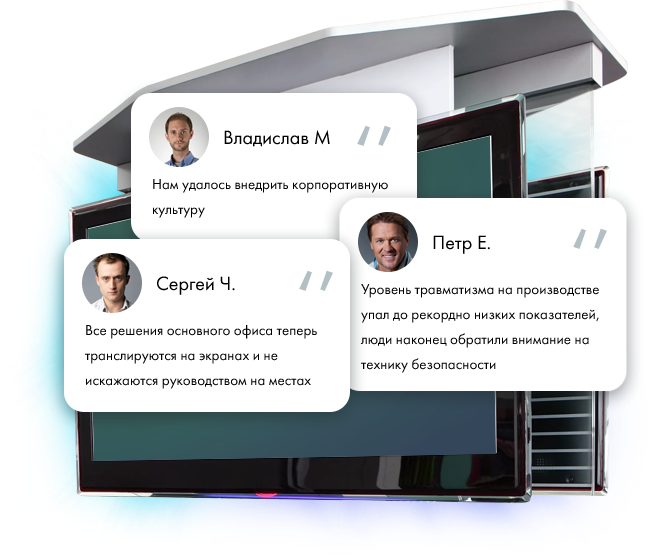 Владислав М
Нам удалось внедрить корпоративную
культуру
Петр Е.
Уровень травматизма на производстве
упал до рекордно низких показателей,
люди наконец обратили внимание на
технику безопасности
Сергей Ч.
Все решения основного офиса теперь
транслируются на экранах и не
искажаются руководством на местах